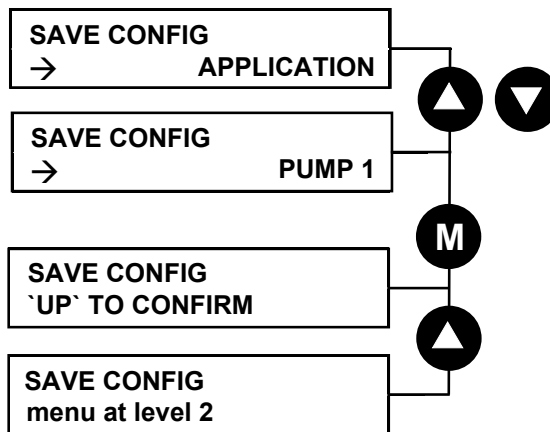 SAVE CONFIG
→ APPLICATION
SAVE CONFIG
→ PUMP 1
M
SAVE CONFIG
`UP` TO CONFIRM
SAVE CONFIG
menu at level 2